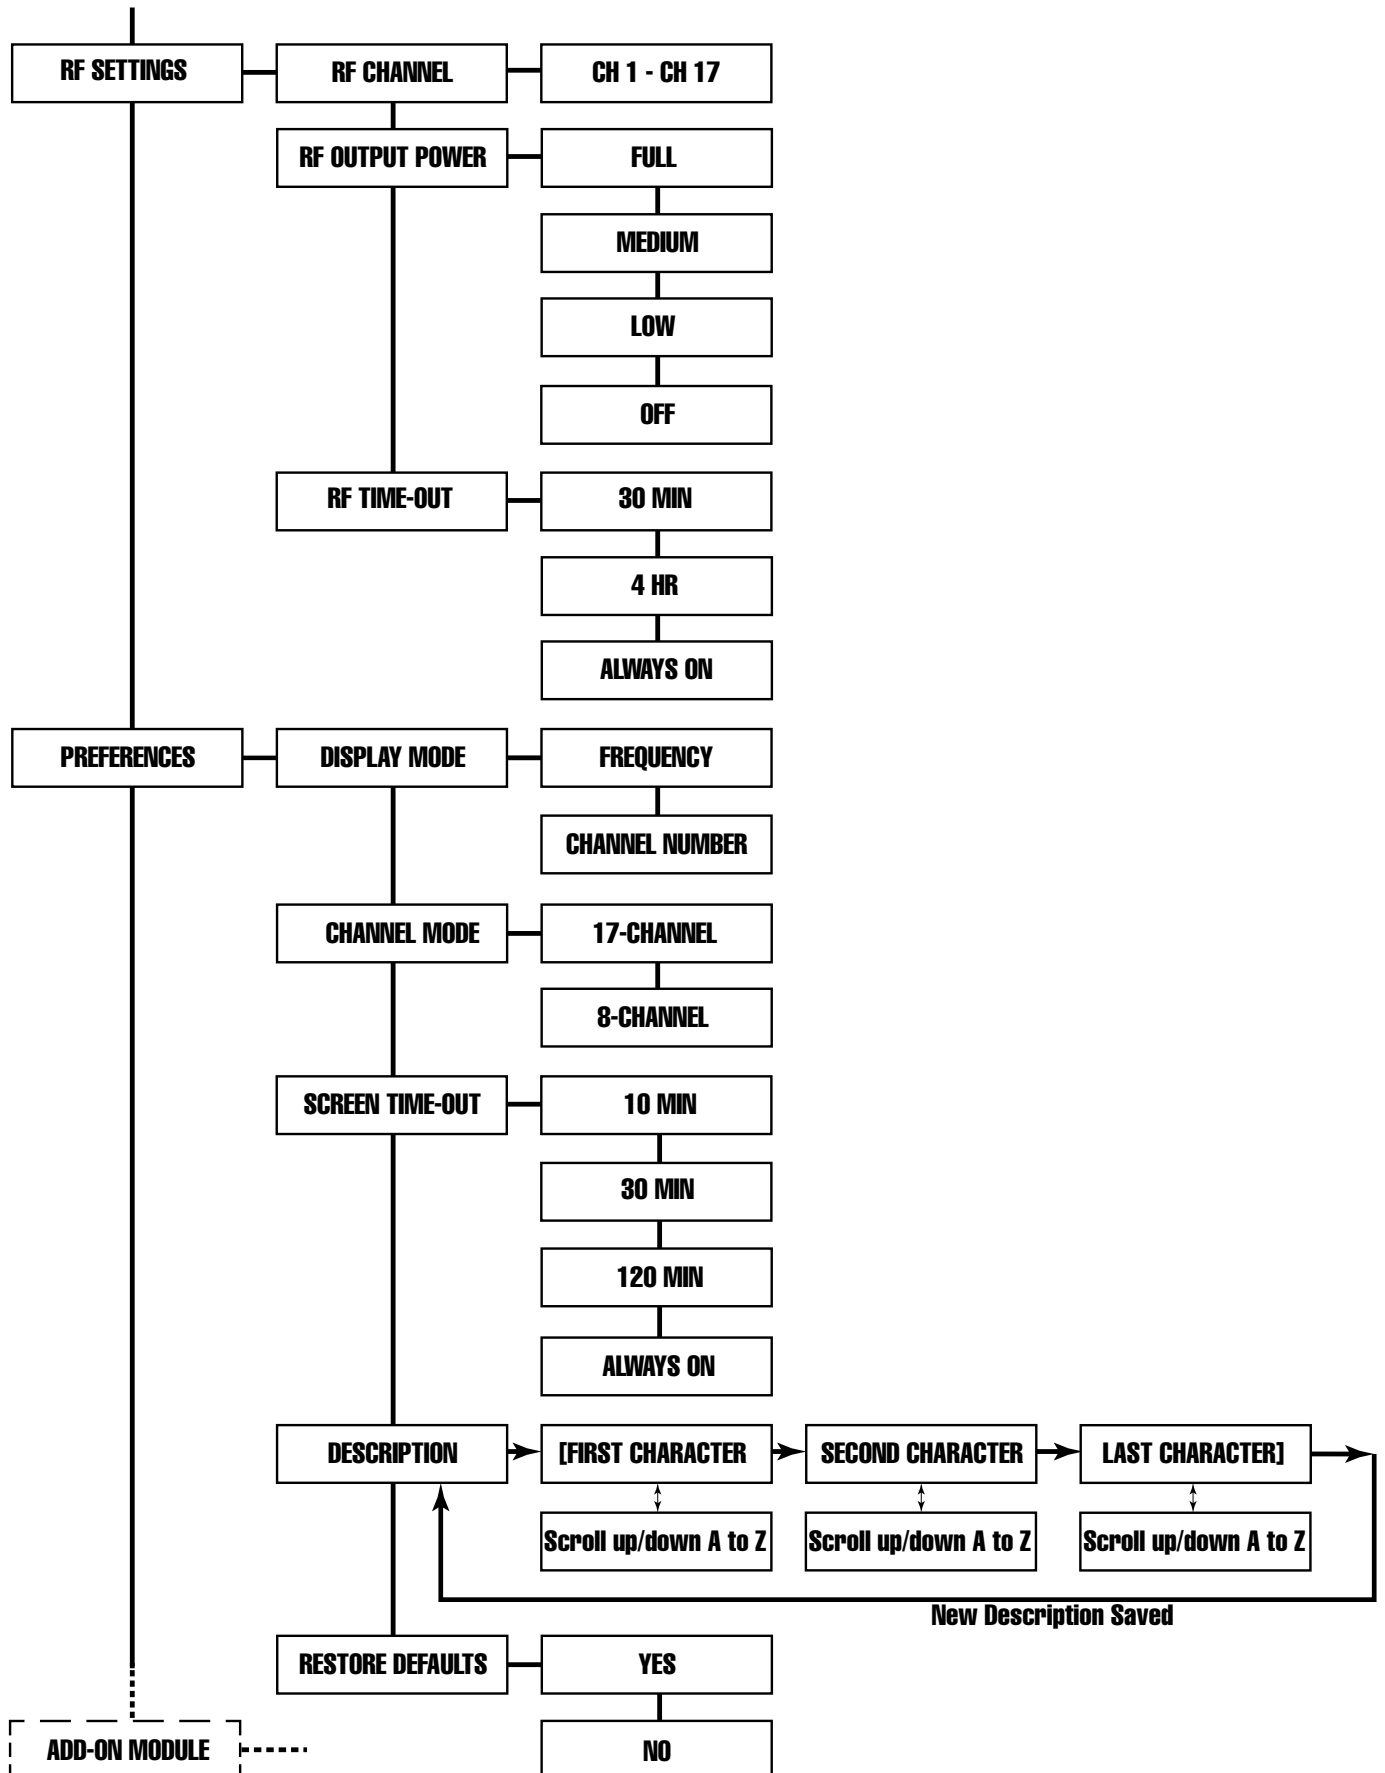 RF SETTINGS
RF CHANNEL
CH 1 - CH 17
RF OUTPUT POWER
FULL
MEDIUM
LOW
OFF
RF TIME-OUT
30 MIN
4 HR
ALWAYS ON
PREFERENCES
DISPLAY MODE
FREQUENCY
CHANNEL NUMBER
CHANNEL MODE
17-CHANNEL
8-CHANNEL
SCREEN TIME-OUT
10 MIN
30 MIN
120 MIN
ALWAYS ON
DESCRIPTION
[FIRST CHARACTER
SECOND CHARACTER
LAST CHARACTER]
Scroll up/down A to Z
Scroll up/down A to Z
Scroll up/down A to Z
New Description Saved
RESTORE DEFAULTS
YES
ADD-ON MODULE
NO